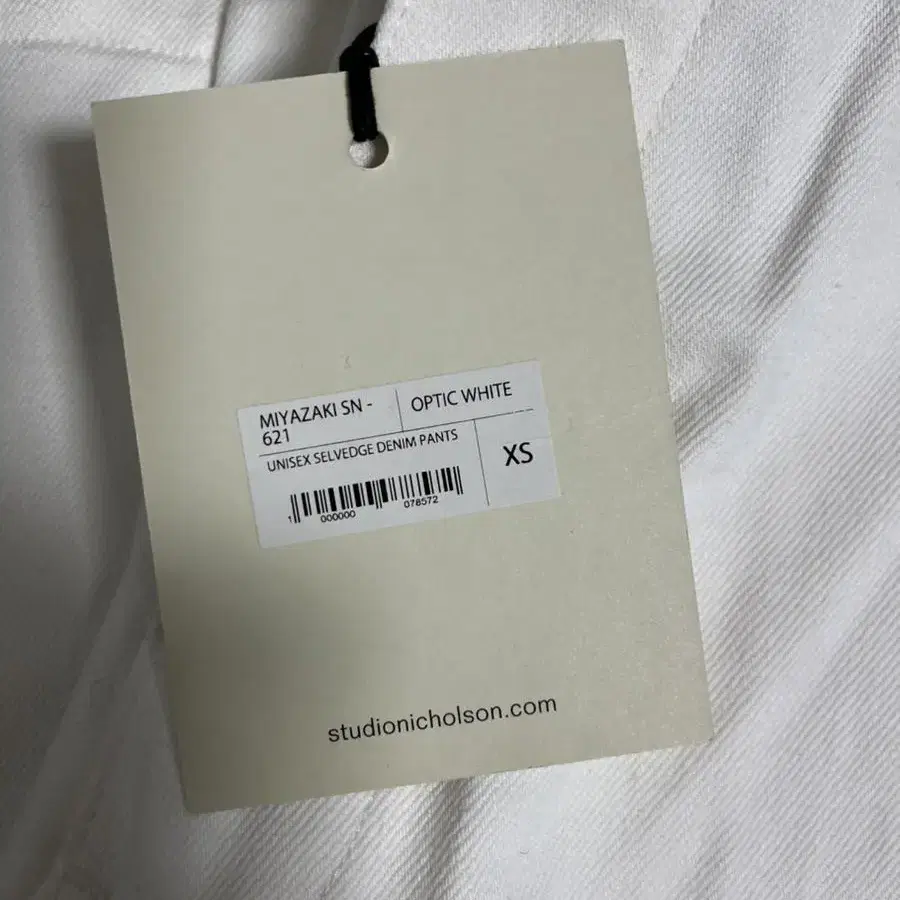 MIYAZAKI SN -
621
OPTIC WHITE
UNISEX SELVEDGE DENIM PANTS
XS
1 000000 078572
studionicholson.com